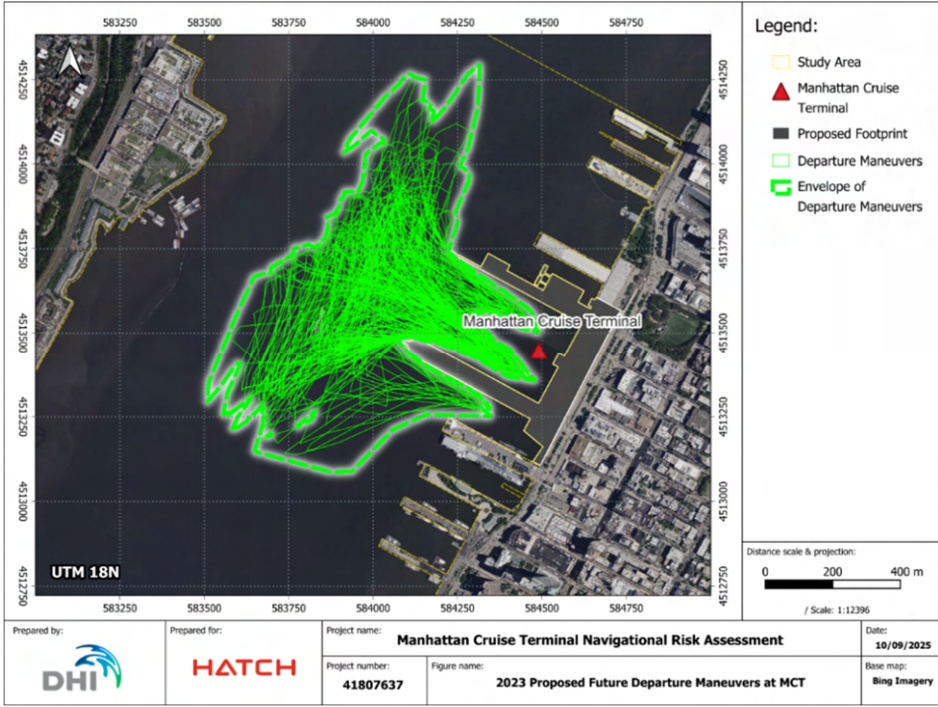 583250 583500 583750 584000 584250 584500 584750
4514250 4514250
4514000 4514000
4513750 4513750
4513500 4513500
4513250 4513250
4513000 4513000
4512750 4512750
Manhattan Cruise Terminal
UTM 18N
583250 583500 583750 584000 584250 584500 584750
Legend:
Study Area
Manhattan Cruise
Terminal
Proposed Footprint
Departure Maneuvers
Envelope of
Departure Maneuvers
Distance scale & projection:
0 200 400 m
/ Scale: 1:12396
Prepared by:
DHI
Prepared for:
HATCH
Project name:
Manhattan Cruise Terminal Navigational Risk Assessment
Project number:
41807637
Figure name:
2023 Proposed Future Departure Maneuvers at MCT
Date:
10/09/2025
Base map:
Bing Imagery